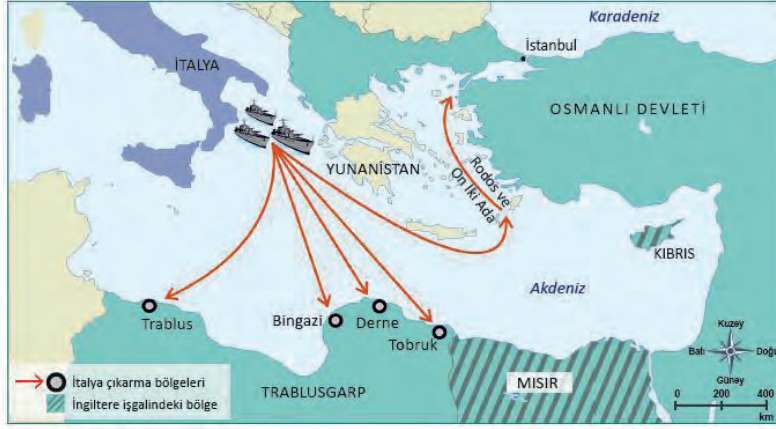 Karadeniz
İstanbul
İTALYA
OSMANLI DEVLETİ
YUNANİSTAN
Rodos ve
On İki Ada
KIBRIS
Akdeniz
Trablus
Bingazi
Derne
Tobruk
TRABLUSGARP
MISIR
Kuzey
Batı
Doğu
Güney
0 200 400
km
İtalya çıkarma bölgeleri
İngiltere işgalindeki bölge